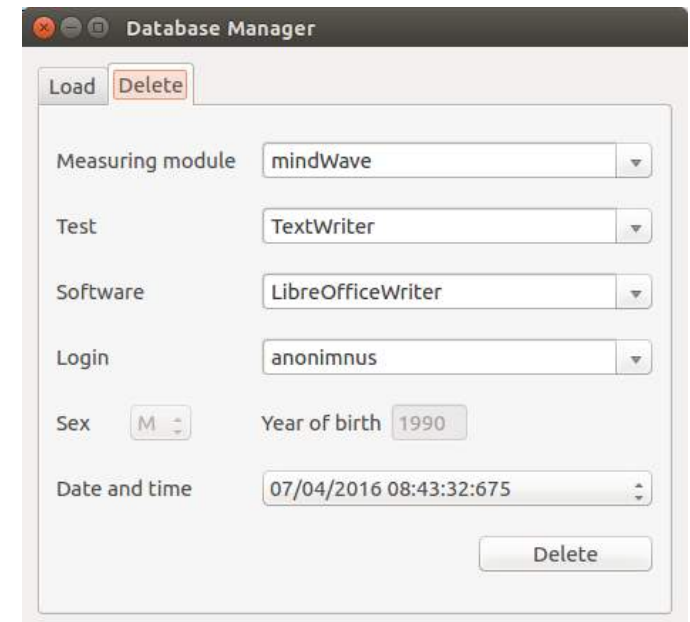 Database Manager
Load Delete
Measuring module mindWave
Test TextWriter
Software LibreOfficeWriter
Login anonimnus
Sex M Year of birth 1990
Date and time 07/04/2016 08:43:32:675
Delete